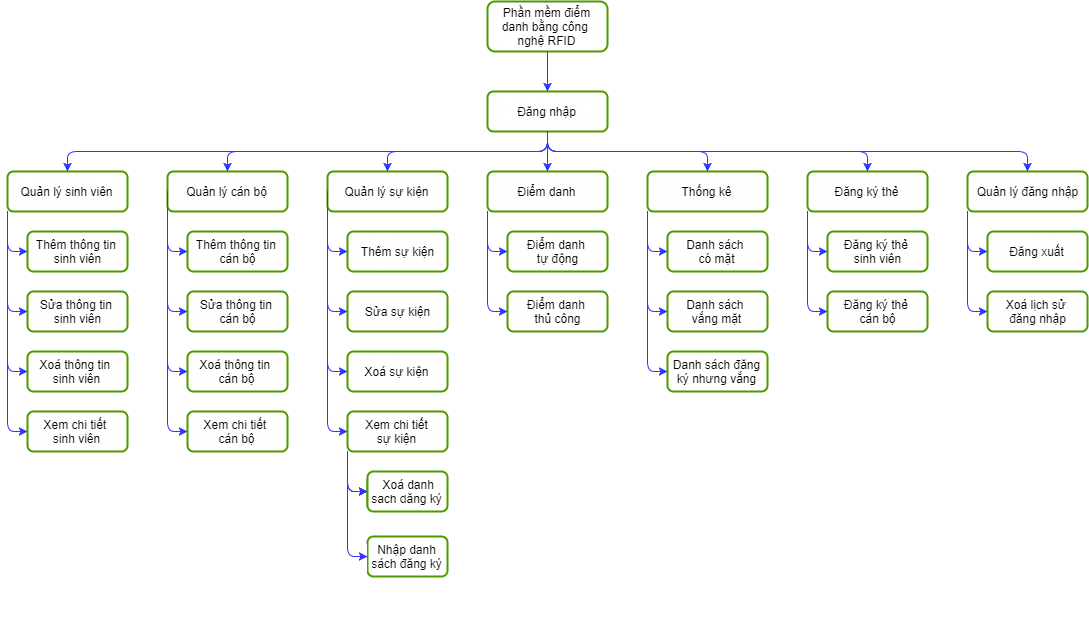 Phần mềm điểm
danh bằng công
nghệ RFID
Đăng nhập
Quản lý sinh viên
Thêm thông tin
sinh viên
Sửa thông tin
sinh viên
Xoá thông tin
sinh viên
Xem chi tiết
sinh viên
Quản lý cán bộ
Thêm thông tin
cán bộ
Sửa thông tin
cán bộ
Xoá thông tin
cán bộ
Xem chi tiết
cán bộ
Quản lý sự kiện
Thêm sự kiện
Sửa sự kiện
Xoá sự kiện
Xem chi tiết
sự kiện
Xoá danh
sach đăng ký
Nhập danh
sách đăng ký
Điểm danh
Điểm danh
tự động
Điểm danh
thủ công
Thống kê
Danh sách
có mặt
Danh sách
vắng mặt
Danh sách đăng
ký nhưng vắng
Đăng ký thẻ
Đăng ký thẻ
sinh viên
Đăng ký thẻ
cán bộ
Quản lý đăng nhập
Đăng xuất
Xoá lịch sử
đăng nhập